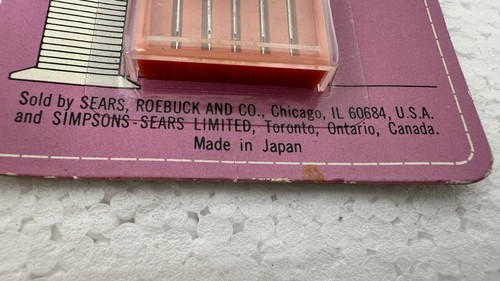 Sold by SEARS, ROEBUCK AND CO., Chicago, IL 60684, U.S.A.
and SIMPSONS-SEARS LIMITED, Toronto, Ontario, Canada.
Made in Japan